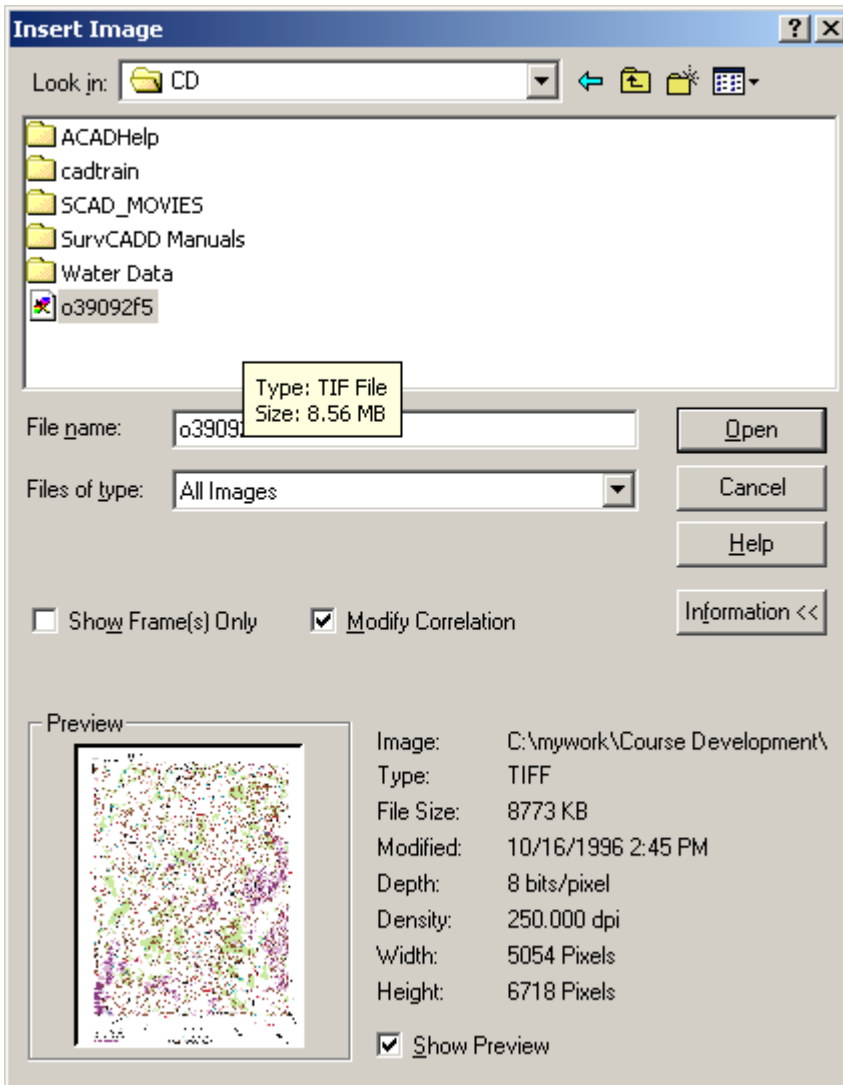 Insert Image
Look in: CD
ACADHelp
cadtrain
SCAD_MOVIES
SurvCADD Manuals
Water Data
o39092f5
Type: TIF File
Size: 8.56 MB
File name: o3909
Open
Files of type: All Images
Cancel
Help
Show Frame(s) Only Modify Correlation Information <<
Preview
Image: C:\mywork\Course Development\
Type: TIFF
File Size: 8773 KB
Modified: 10/16/1996 2:45 PM
Depth: 8 bits/pixel
Density: 250.000 dpi
Width: 5054 Pixels
Height: 6718 Pixels
Show Preview